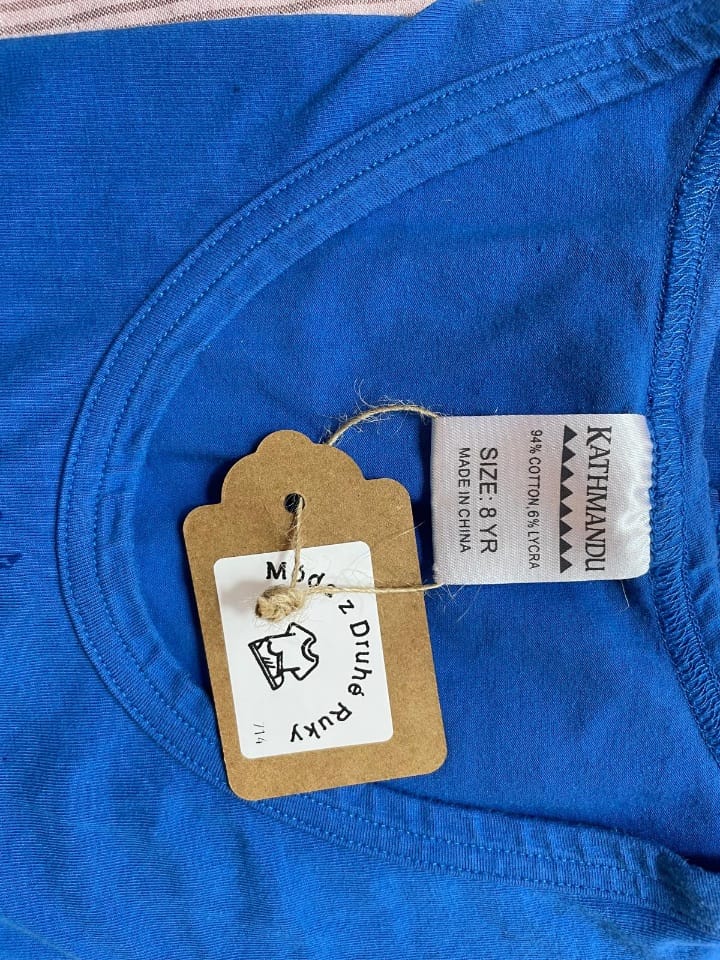 KATHMANDU
94% COTTON, 6% LYCRA
SIZE: 8 YR
MADE IN CHINA
Móda z Druhé Ruky
714